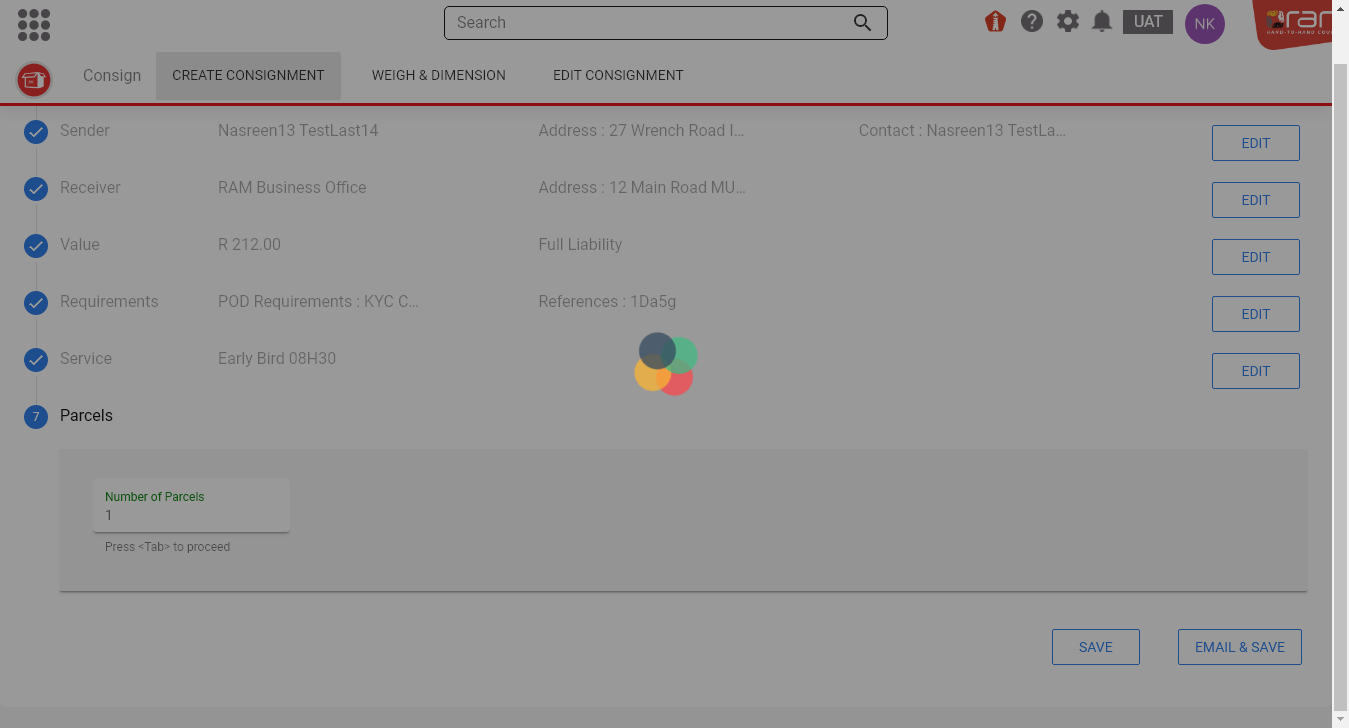 Search
UAT
NK
ram
HAND-TO-HAND COU
Consign
CREATE CONSIGNMENT
WEIGH & DIMENSION
EDIT CONSIGNMENT
Sender Nasreen13 TestLast14 Address : 27 Wrench Road I... Contact : Nasreen13 TestLa... EDIT
Receiver RAM Business Office Address : 12 Main Road MU... EDIT
Value R 212.00 Full Liability EDIT
Requirements POD Requirements : KYC C... References : 1Da5g EDIT
Service Early Bird 08H30 EDIT
7 Parcels
Number of Parcels
1
Press <Tab> to proceed
SAVE EMAIL & SAVE